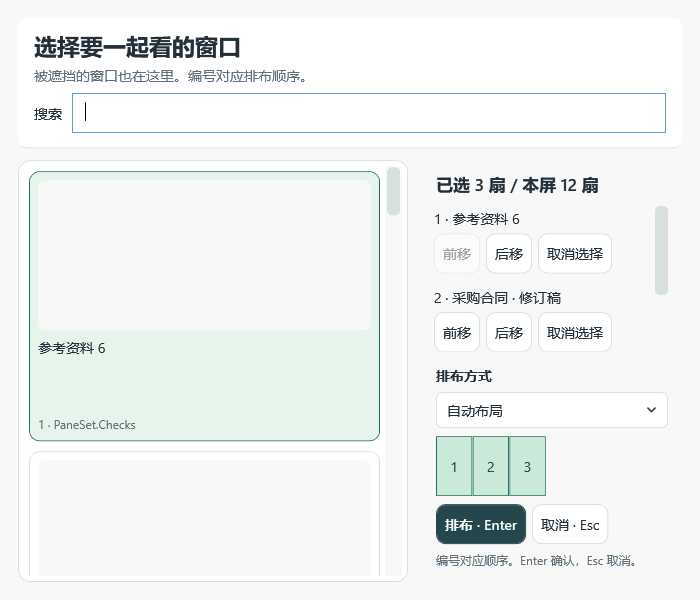 选择要一起看的窗口
被遮挡的窗口也在这里。编号对应排布顺序。
搜索
参考资料 6
1 · PaneSet.Checks
已选 3 扇 / 本屏 12 扇
1 · 参考资料 6
前移 后移 取消选择
2 · 采购合同 · 修订稿
前移 后移 取消选择
排布方式
自动布局
1 2 3
排布 · Enter 取消 · Esc
编号对应顺序。Enter 确认，Esc 取消。